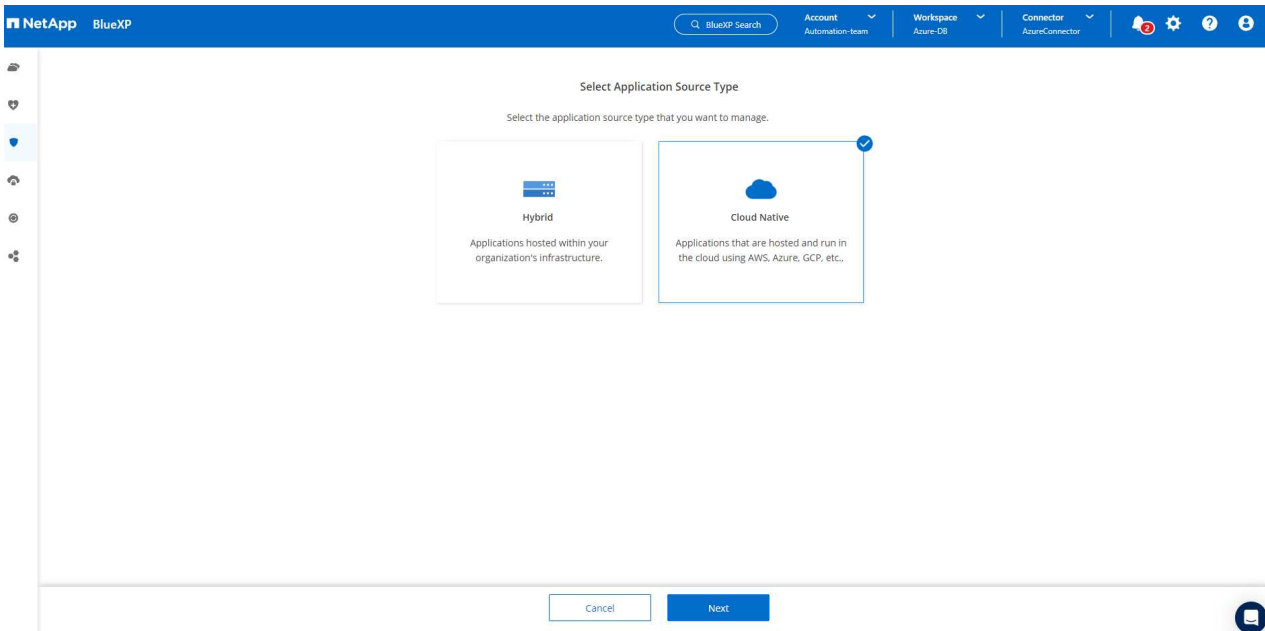 NetApp BlueXP
BlueXP Search
Account
Automation-team
Workspace
Azure-DB
Connector
AzureConnector
2
Select Application Source Type
Select the application source type that you want to manage.
Hybrid
Applications hosted within your
organization's infrastructure.
Cloud Native
Applications that are hosted and run in
the cloud using AWS, Azure, GCP, etc.,
Cancel
Next